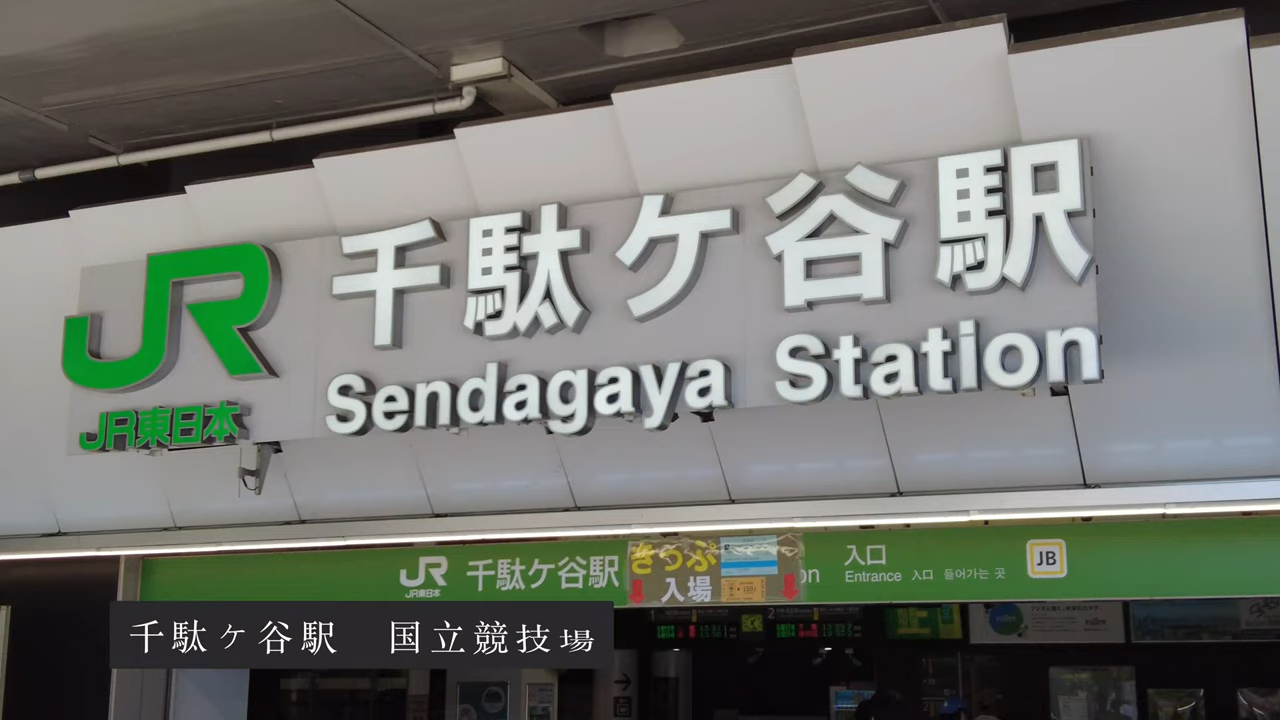 JR 千駄ケ谷駅
JR東日本 Sendagaya Station
JR 千駄ケ谷駅 きっぷ 入口 JB
JR東日本 入場 on Entrance 入口 들어가는 곳
千駄ヶ谷駅 国立競技場